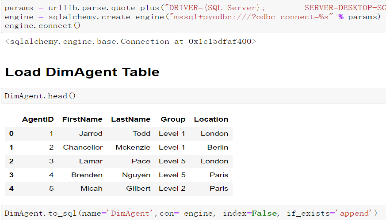 params = urllib.parse.quote_plus("DRIVER={SQL Server}; SERVER=DESKTOP-SG
engine = sqlalchemy.create_engine("mssql+pyodbc:///?odbc_connect=%s" % params)
engine.connect()
<sqlalchemy.engine.base.Connection at 0x1c1bdfaf400>
Load DimAgent Table
DimAgent.head()
AgentID FirstName LastName Group Location
0 1 Jarrod Todd Level 1 London
1 2 Chancellor Mckenzie Level 1 Berlin
2 3 Lamar Pace Level 5 London
3 4 Brenden Nguyen Level 5 Paris
4 5 Micah Gilbert Level 2 Paris
DimAgent.to_sql(name='DimAgent',con= engine, index=False, if_exists='append')